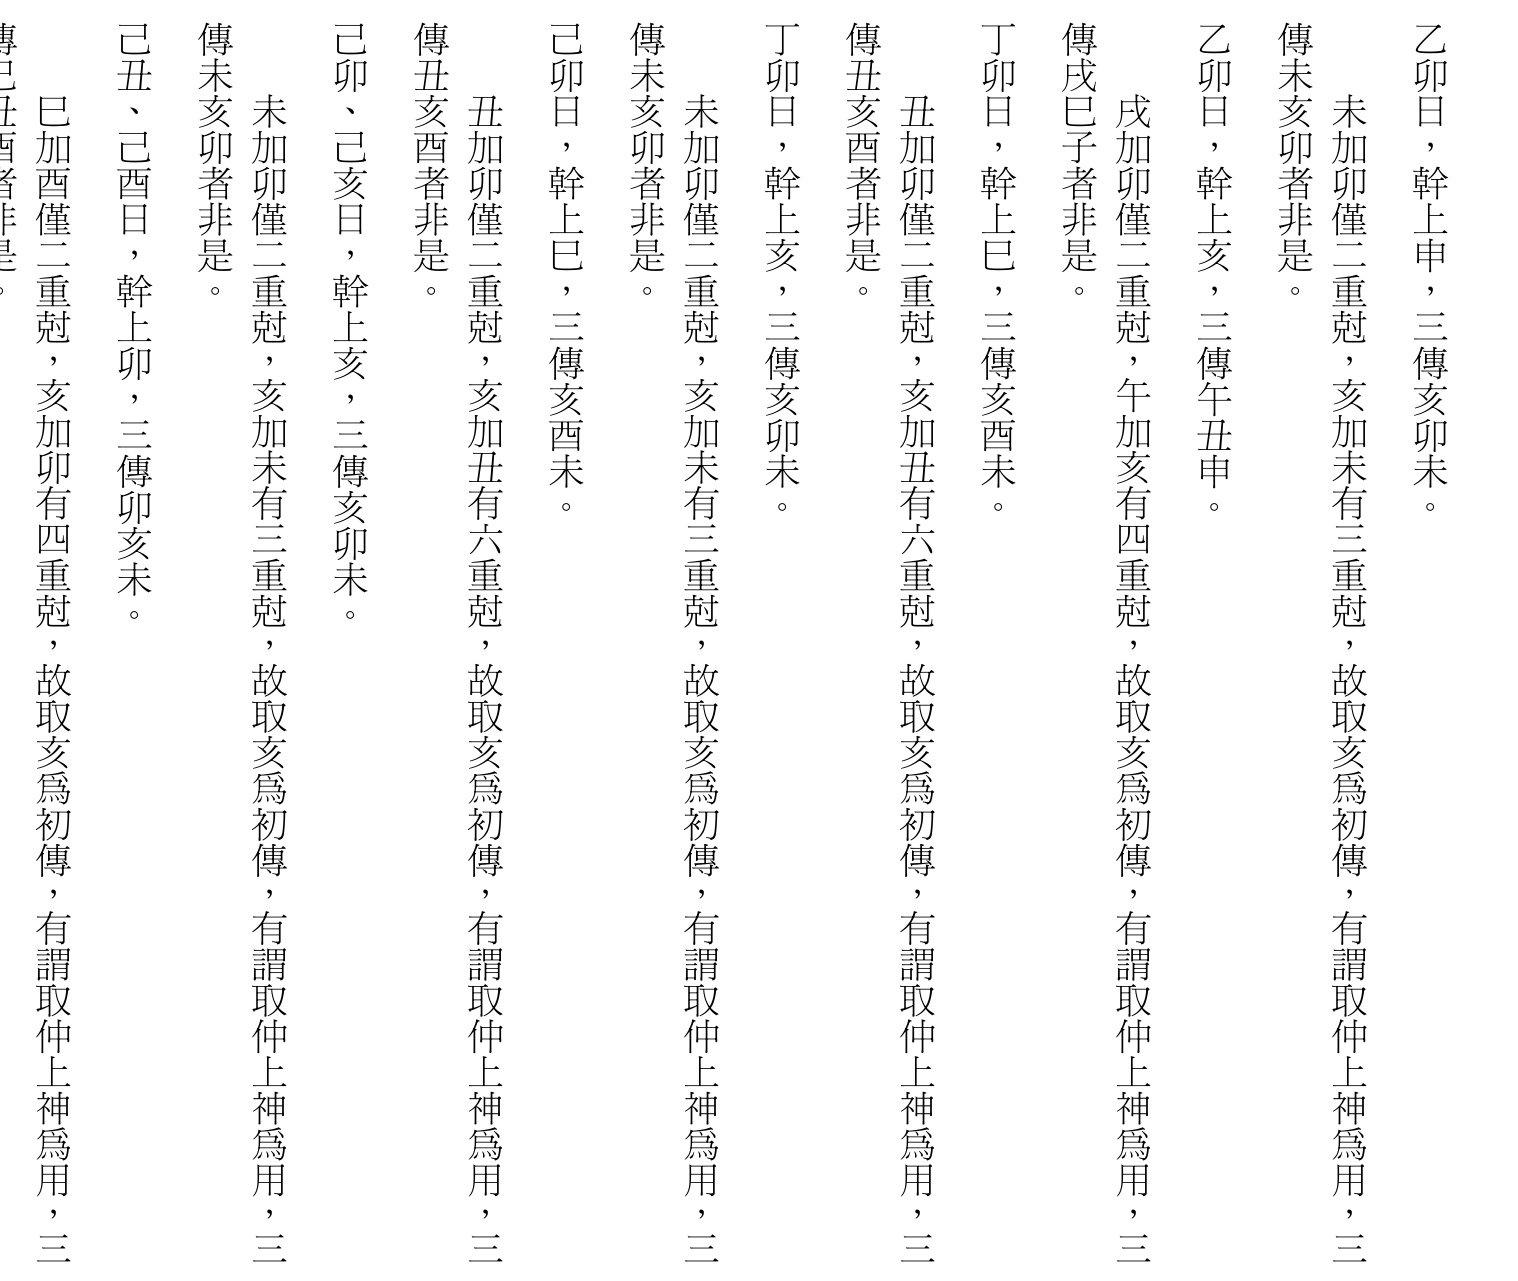 乙卯日，幹上申，三傳亥卯未。
未加卯僅二重尅，亥加未有三重尅，故取亥爲初傳，有謂取仲上神爲用，三
傳未亥卯者非是。
乙卯日，幹上亥，三傳午丑申。
戌加卯僅二重尅，午加亥有四重尅，故取亥爲初傳，有謂取仲上神爲用，三
傳戌巳子者非是。
丁卯日，幹上巳，三傳亥酉未。
丑加卯僅二重尅，亥加丑有六重尅，故取亥爲初傳，有謂取仲上神爲用，三
傳丑亥酉者非是。
丁卯日，幹上亥，三傳亥卯未。
未加卯僅二重尅，亥加未有三重尅，故取亥爲初傳，有謂取仲上神爲用，三
傳未亥卯者非是。
己卯日，幹上巳，三傳亥酉未。
丑加卯僅二重尅，亥加丑有六重尅，故取亥爲初傳，有謂取仲上神爲用，三
傳丑亥酉者非是。
己卯、己亥日，幹上亥，三傳亥卯未。
未加卯僅二重尅，亥加未有三重尅，故取亥爲初傳，有謂取仲上神爲用，三
傳未亥卯者非是。
己丑、己酉日，幹上卯，三傳卯亥未。
巳加酉僅二重尅，亥加卯有四重尅，故取亥爲初傳，有謂取仲上神爲用，三
傳巳丑酉者非是。